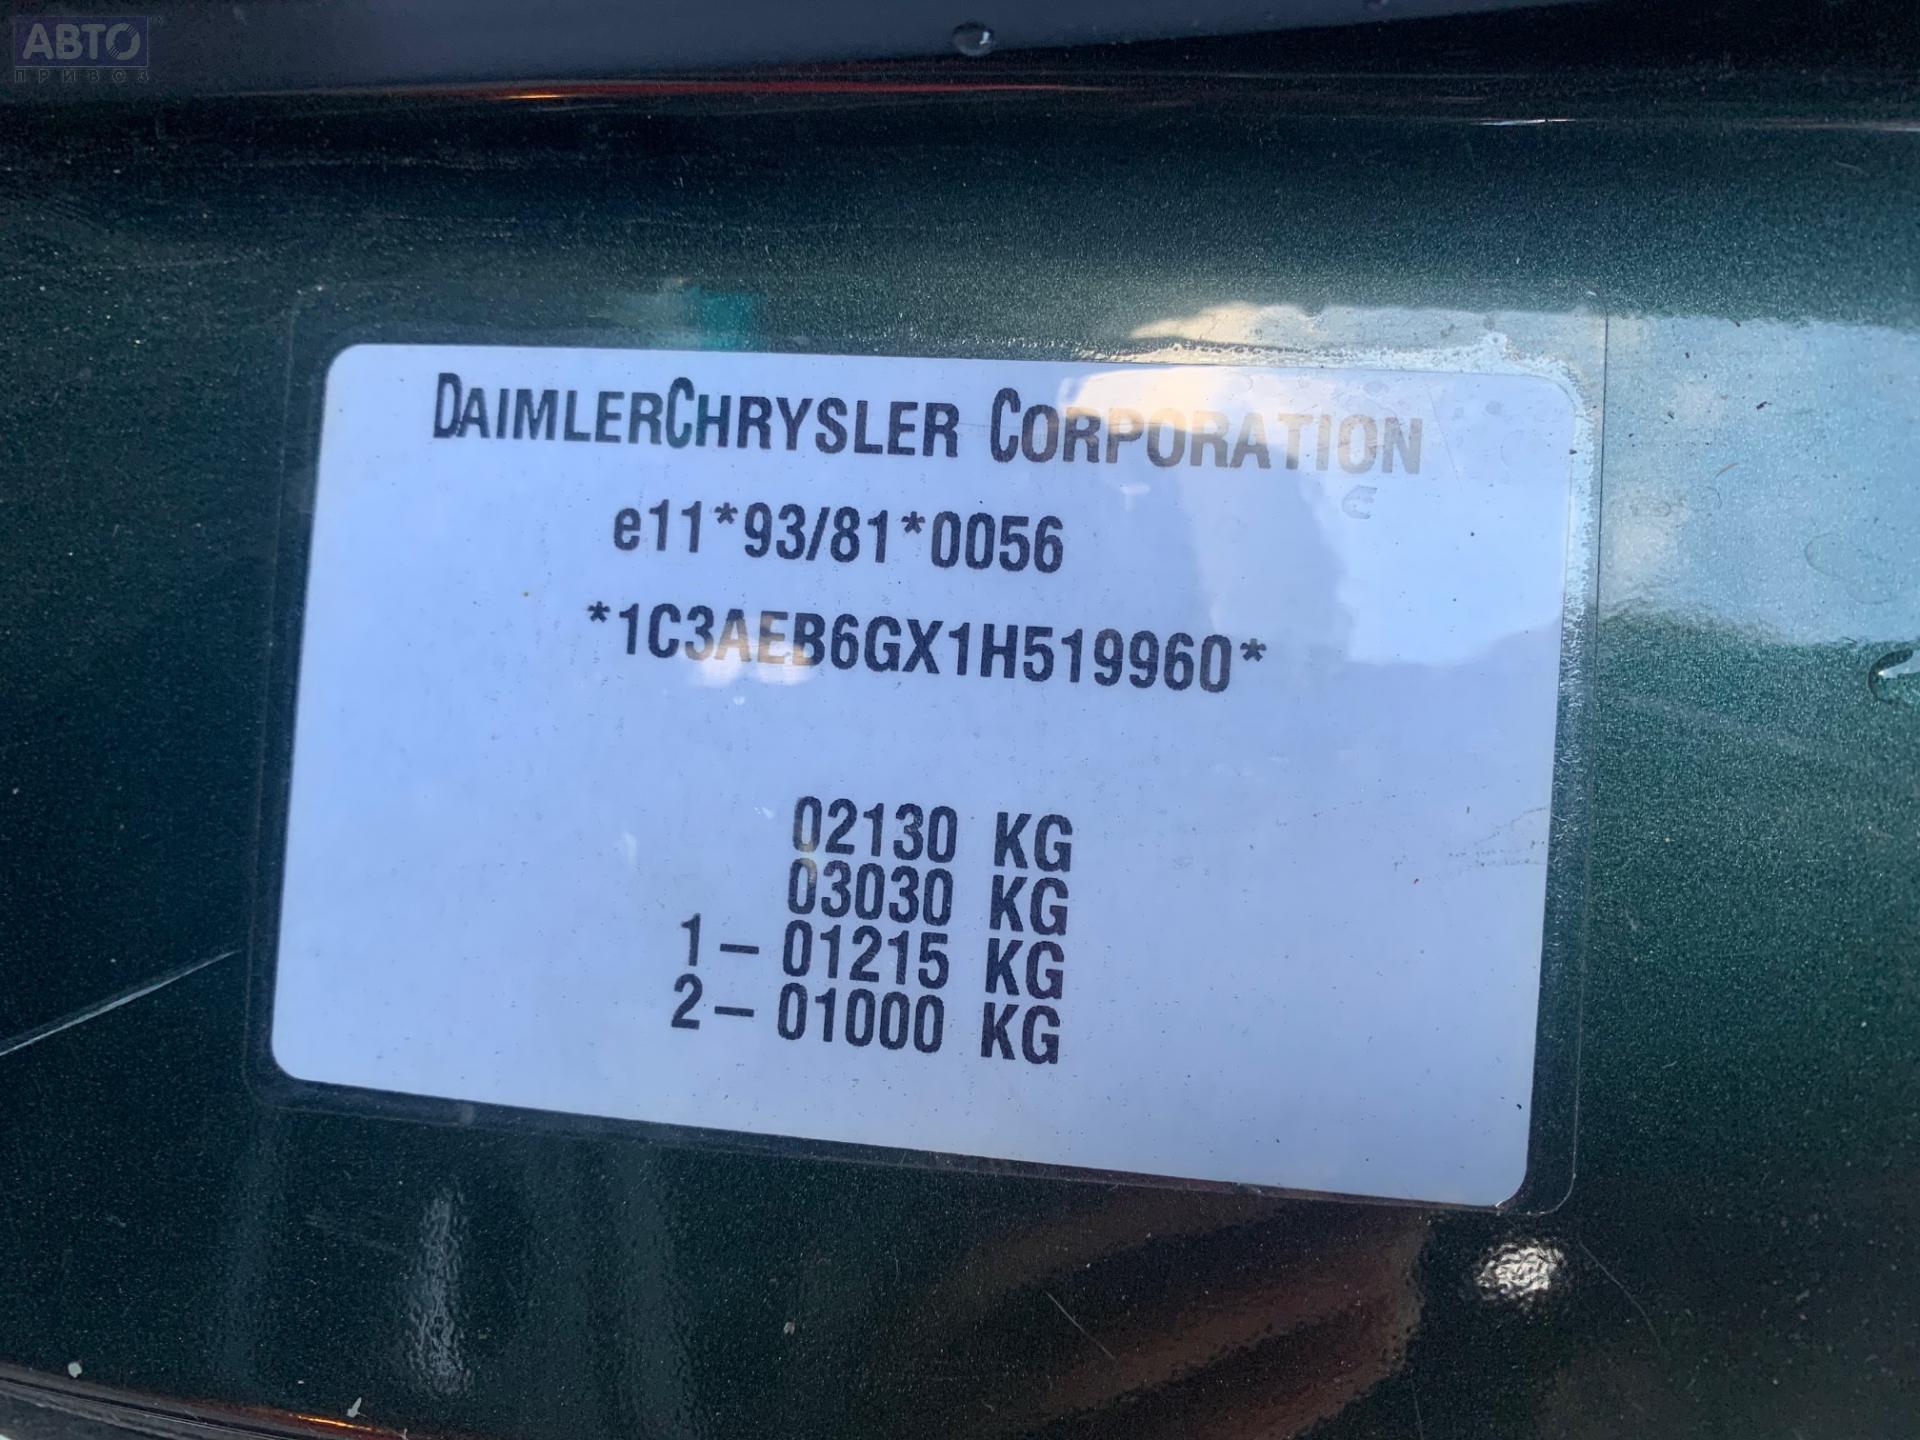 АВТО
ПРИВОЗ
DAIMLERCHRYSLER CORPORATION
e11*93/81*0056
*1C3AEB6GX1H519960*
02130 KG
03030 KG
1– 01215 KG
2– 01000 KG